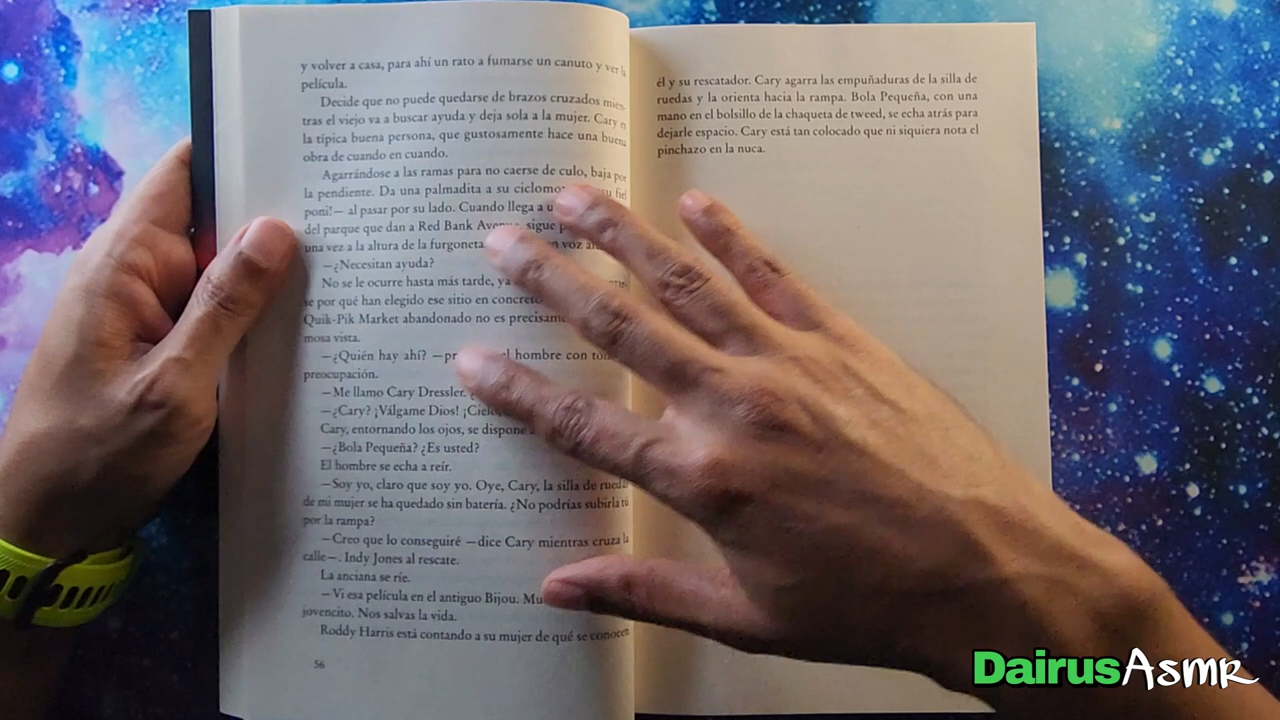 y volver a casa, para ahí un rato a fumarse un canuto y ver la
película.
Decide que no puede quedarse de brazos cruzados mien-
tras el viejo va a buscar ayuda y deja sola a la mujer. Cary es
la típica buena persona, que gustosamente hace una buena
obra de cuando en cuando.
Agarrándose a las ramas para no caerse de culo, baja por
la pendiente. Da una palmadita a su ciclomo su fiel
poni!— al pasar por su lado. Cuando llega a u
del parque que dan a Red Bank Avenue, sigue
una vez a la altura de la furgoneta. en voz
—¿Necesitan ayuda?
No se le ocurre hasta más tarde, ya
se por qué han elegido ese sitio en concreto
Quik-Pik Market abandonado no es precisam
mosa vista.
—¿Quién hay ahí? —pr el hombre con
preocupación.
—Me llamo Cary Dressler.
—¿Cary? ¡Válgame Dios! ¡Cielo
Cary, entornando los ojos, se dispone
—¿Bola Pequeña? ¿Es usted?
El hombre se echa a reír.
—Soy yo, claro que soy yo. Oye, Cary, la silla de ruedas
de mi mujer se ha quedado sin batería. ¿No podrías subirla tú
por la rampa?
—Creo que lo conseguiré —dice Cary mientras cruza la
calle—. Indy Jones al rescate.
La anciana se ríe.
—Vi esa película en el antiguo Bijou. Mu
jovencito. Nos salvas la vida.
Roddy Harris está contando a su mujer de qué se conocen
56
él y su rescatador. Cary agarra las empuñaduras de la silla de
ruedas y la orienta hacia la rampa. Bola Pequeña, con una
mano en el bolsillo de la chaqueta de tweed, se echa atrás para
dejarle espacio. Cary está tan colocado que ni siquiera nota el
pinchazo en la nuca.
DairusAsmR